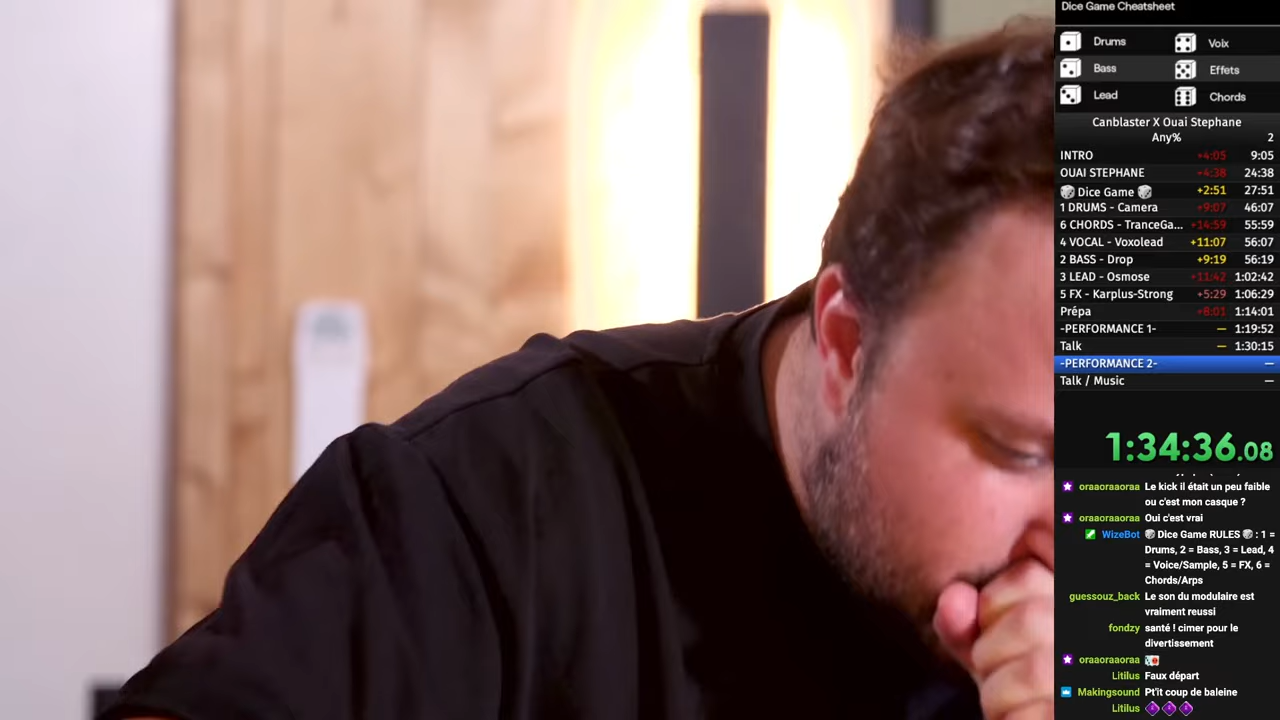 Dice Game Cheatsheet
Drums Voix
Bass Effets
Lead Chords
Canblaster X Ouai Stephane
Any% 2
INTRO +4:05 9:05
OUAI STEPHANE +4:38 24:38
Dice Game +2:51 27:51
1 DRUMS - Camera +9:07 46:07
6 CHORDS - TranceGa... +14:59 55:59
4 VOCAL - Voxolead +11:07 56:07
2 BASS - Drop +9:19 56:19
3 LEAD - Osmose +11:42 1:02:42
5 FX - Karplus-Strong +5:29 1:06:29
Prépa +8:01 1:14:01
-PERFORMANCE 1- — 1:19:52
Talk — 1:30:15
-PERFORMANCE 2- —
Talk / Music —
1:34:36.08
oraaoraaoraa Le kick il était un peu faible
ou c'est mon casque ?
oraaoraaoraa Oui c'est vrai
WizeBot Dice Game RULES : 1 =
Drums, 2 = Bass, 3 = Lead, 4
= Voice/Sample, 5 = FX, 6 =
Chords/Arps
guessouz_back Le son du modulaire est
vraiment reussi
fondzy santé ! cimer pour le
divertissement
oraaoraaoraa
Litilus Faux départ
Makingsound Pt'it coup de baleine
Litilus